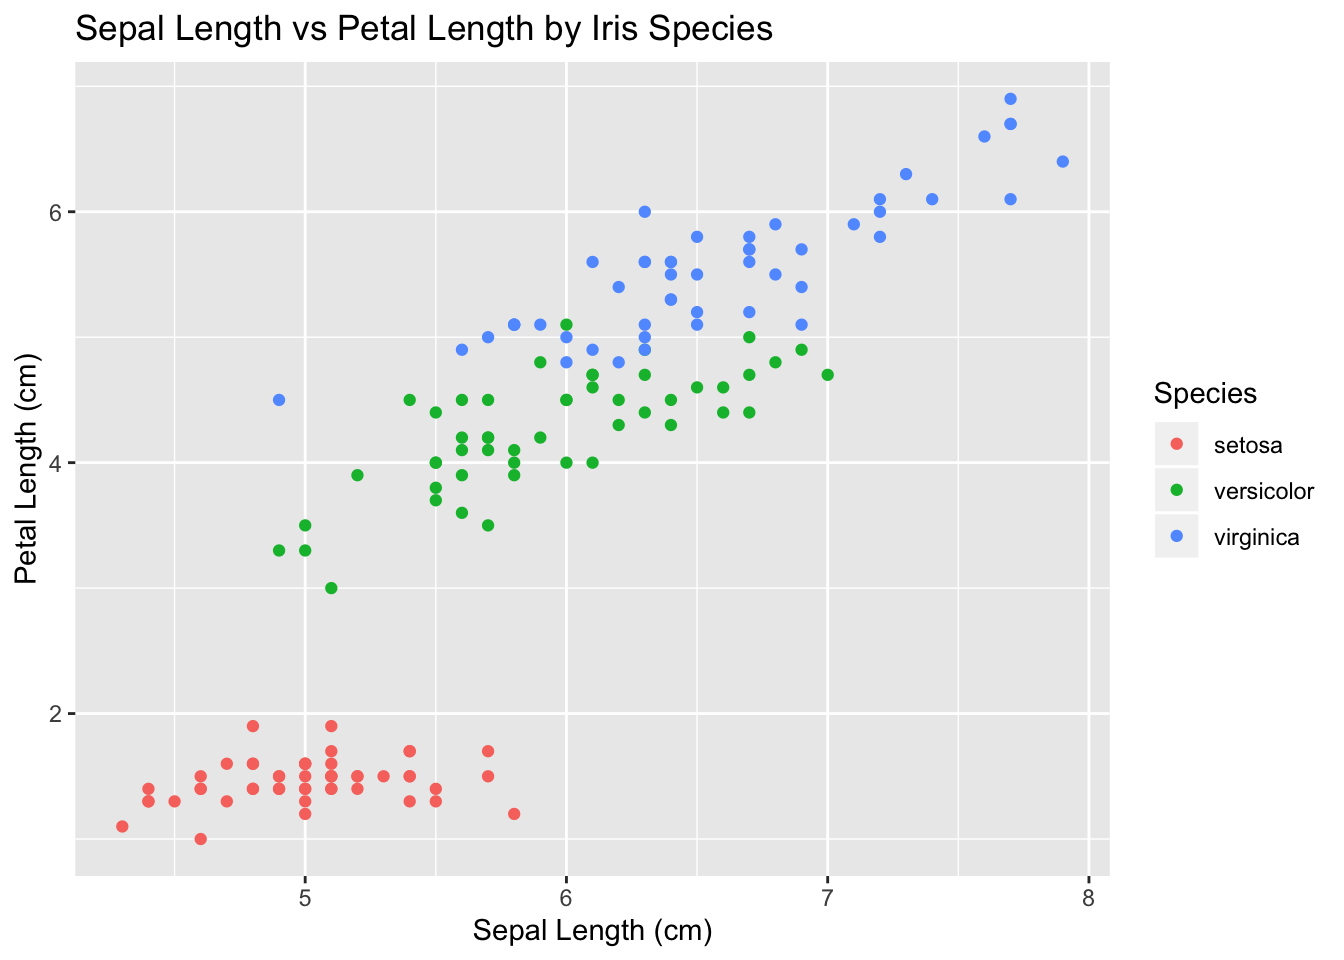 Sepal Length vs Petal Length by Iris Species
Petal Length (cm)
6
4
2
5 6 7 8
Sepal Length (cm)
Species
setosa
versicolor
virginica